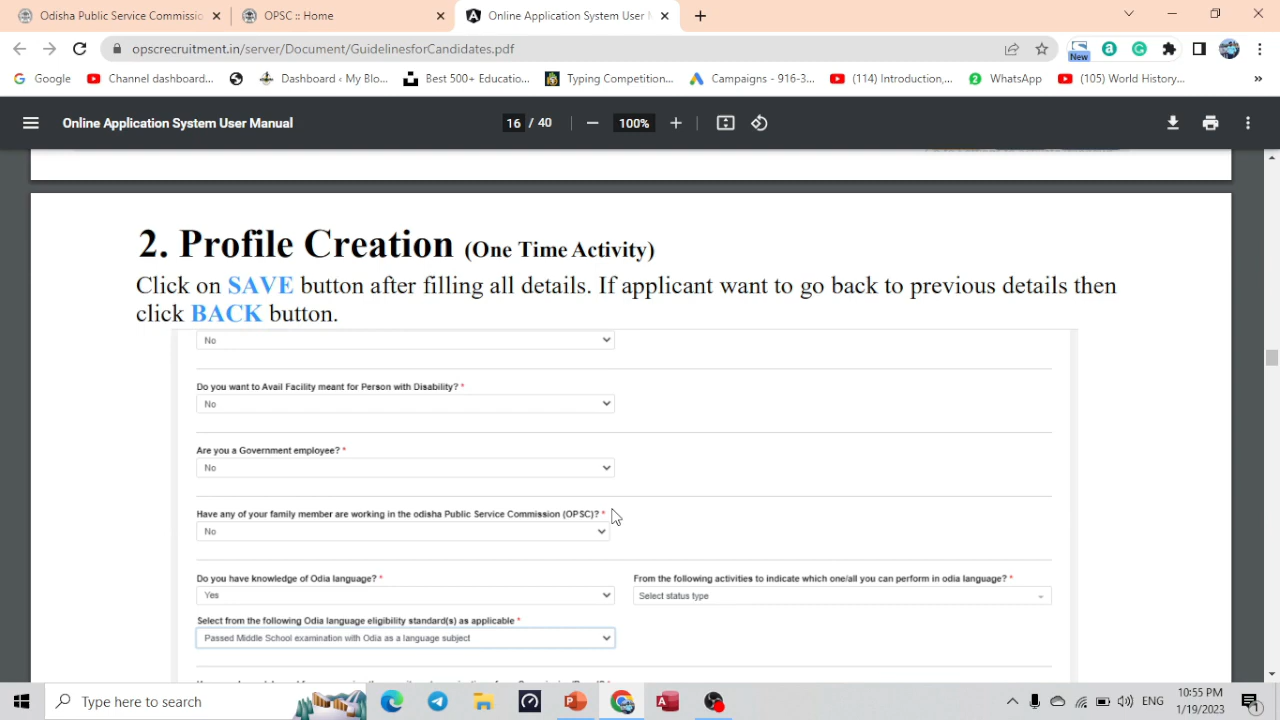 Odisha Public Service Commissio
OPSC :: Home
Online Application System User M
opscrecruitment.in/server/Document/GuidelinesforCandidates.pdf
New
Google
Channel dashboard...
Dashboard ‹ My Blo...
Best 500+ Educatio...
Typing Competition...
Campaigns - 916-3...
(114) Introduction,...
2
WhatsApp
(105) World History...
»
Online Application System User Manual
16 / 40
100%
2. Profile Creation (One Time Activity)
Click on SAVE button after filling all details. If applicant want to go back to previous details then
click BACK button.
No
Do you want to Avail Facility meant for Person with Disability? *
No
Are you a Government employee? *
No
Have any of your family member are working in the odisha Public Service Commission (OPSC)? *
No
Do you have knowledge of Odia language? *
From the following activities to indicate which one/all you can perform in odia language? *
Yes
Select status type
Select from the following Odia language eligibility standard(s) as applicable *
Passed Middle School examination with Odia as a language subject
Type here to search
ENG
10:55 PM
1/19/2023
1